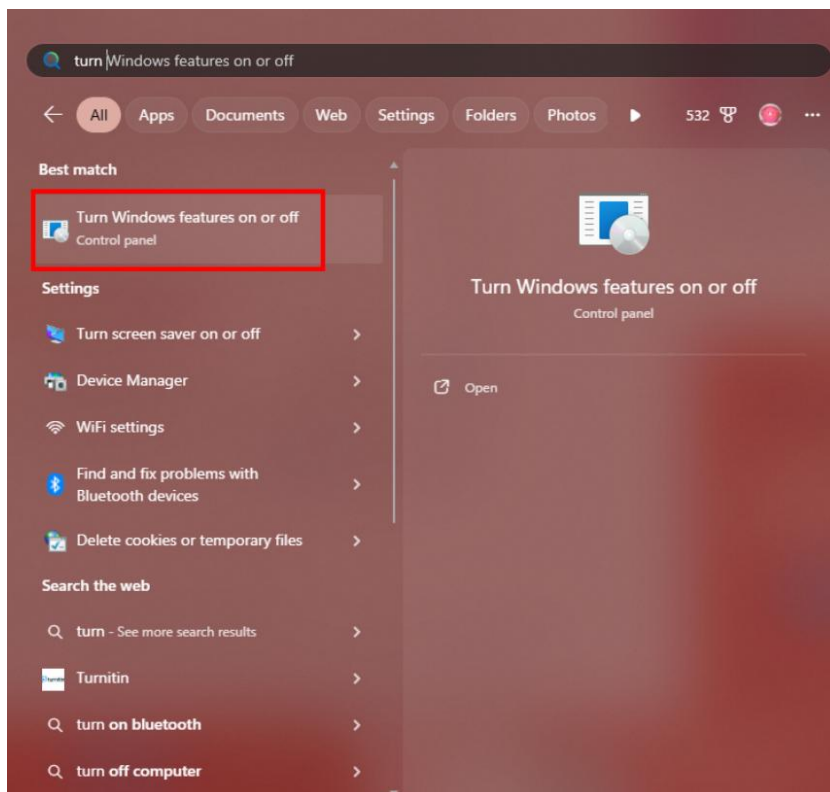 turn Windows features on or off
All Apps Documents Web Settings Folders Photos 532
Best match
Turn Windows features on or off
Control panel
Settings
Turn screen saver on or off
Device Manager
WiFi settings
Find and fix problems with
Bluetooth devices
Delete cookies or temporary files
Search the web
turn - See more search results
Turnitin
turn on bluetooth
turn off computer
Turn Windows features on or off
Control panel
Open